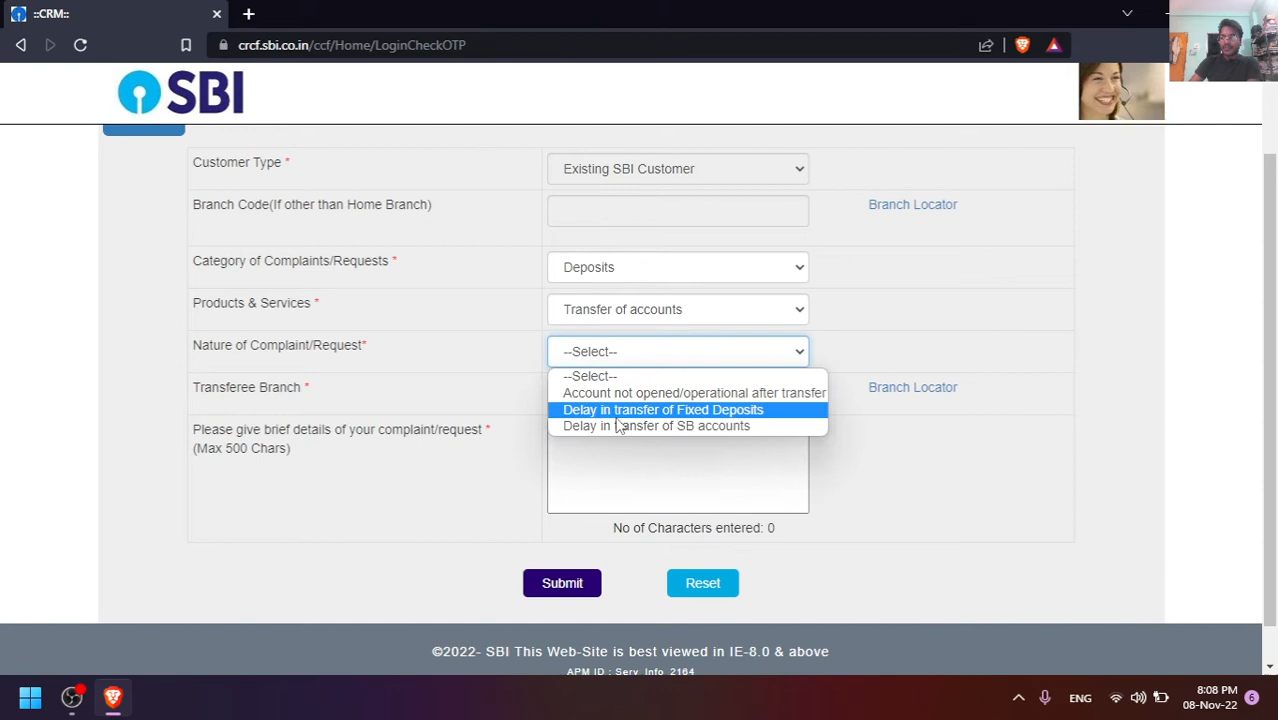 ::CRM::
crcf.sbi.co.in/ccf/Home/LoginCheckOTP
SBI
Customer Type *
Existing SBI Customer
Branch Code(If other than Home Branch)
Branch Locator
Category of Complaints/Requests *
Deposits
Products & Services *
Transfer of accounts
Nature of Complaint/Request*
--Select--
--Select--
Account not opened/operational after transfer
Delay in transfer of Fixed Deposits
Delay in transfer of SB accounts
Transferee Branch *
Branch Locator
Please give brief details of your complaint/request *
(Max 500 Chars)
No of Characters entered: 0
Submit
Reset
©2022- SBI This Web-Site is best viewed in IE-8.0 & above
APM ID : Serv_Info_2164
ENG
8:08 PM
08-Nov-22
6